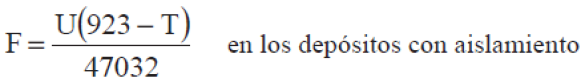 F = U(923 – T) / 47032 en los depósitos con aislamiento